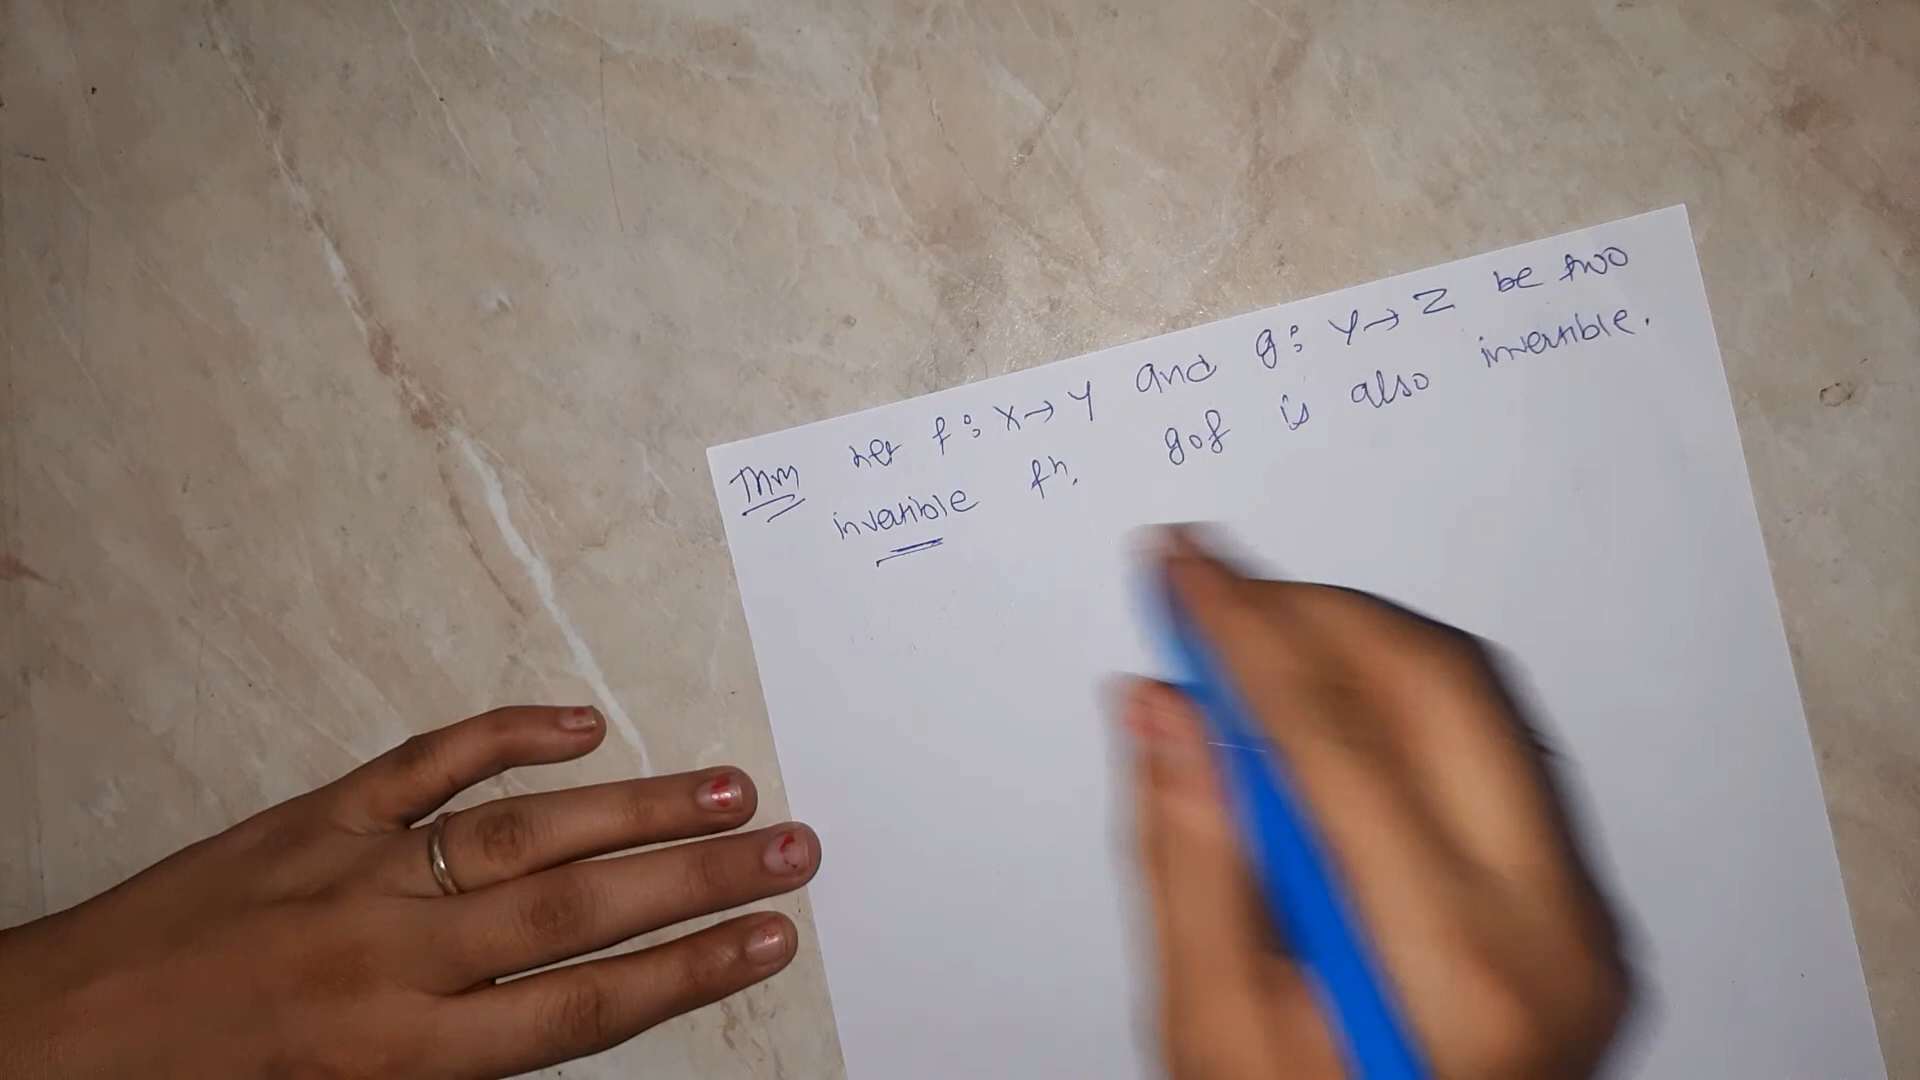 Thm Let f : X → Y and g : Y → Z be two
invertible fn. gof is also invertible.